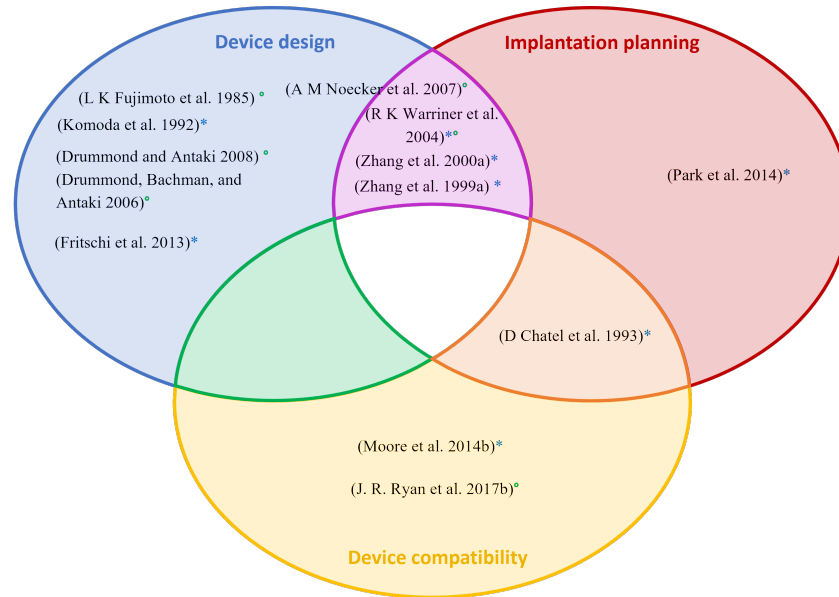 Device design
Implantation planning
(L K Fujimoto et al. 1985) °
(A M Noecker et al. 2007)°
(Komoda et al. 1992)*
(R K Warriner et al.
2004)*°
(Drummond and Antaki 2008) °
(Zhang et al. 2000a) *
(Drummond, Bachman, and
Antaki 2006)°
(Zhang et al. 1999a) *
(Park et al. 2014)*
(Fritschi et al. 2013)*
(D Chatel et al. 1993)*
(Moore et al. 2014b)*
(J. R. Ryan et al. 2017b)°
Device compatibility